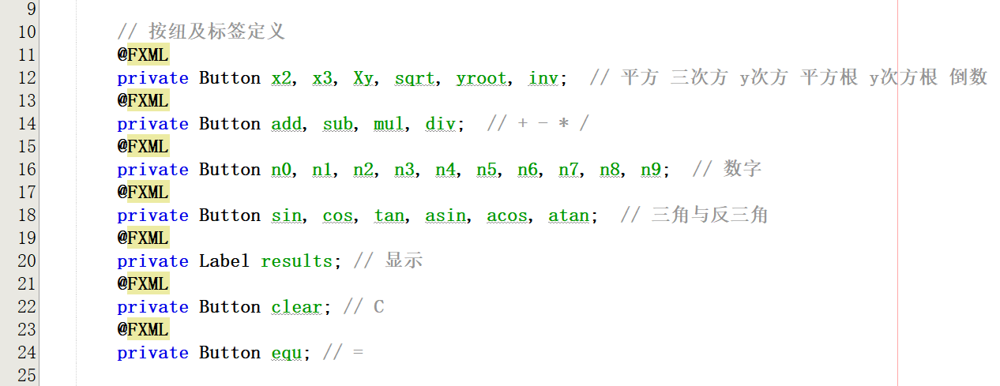 9
10 // 按纽及标签定义
11 @FXML
12 private Button x2, x3, Xy, sqrt, yroot, inv; // 平方 三次方 y次方 平方根 y次方根 倒数
13 @FXML
14 private Button add, sub, mul, div; // + - * /
15 @FXML
16 private Button n0, n1, n2, n3, n4, n5, n6, n7, n8, n9; // 数字
17 @FXML
18 private Button sin, cos, tan, asin, acos, atan; // 三角与反三角
19 @FXML
20 private Label results; // 显示
21 @FXML
22 private Button clear; // C
23 @FXML
24 private Button equ; // =
25